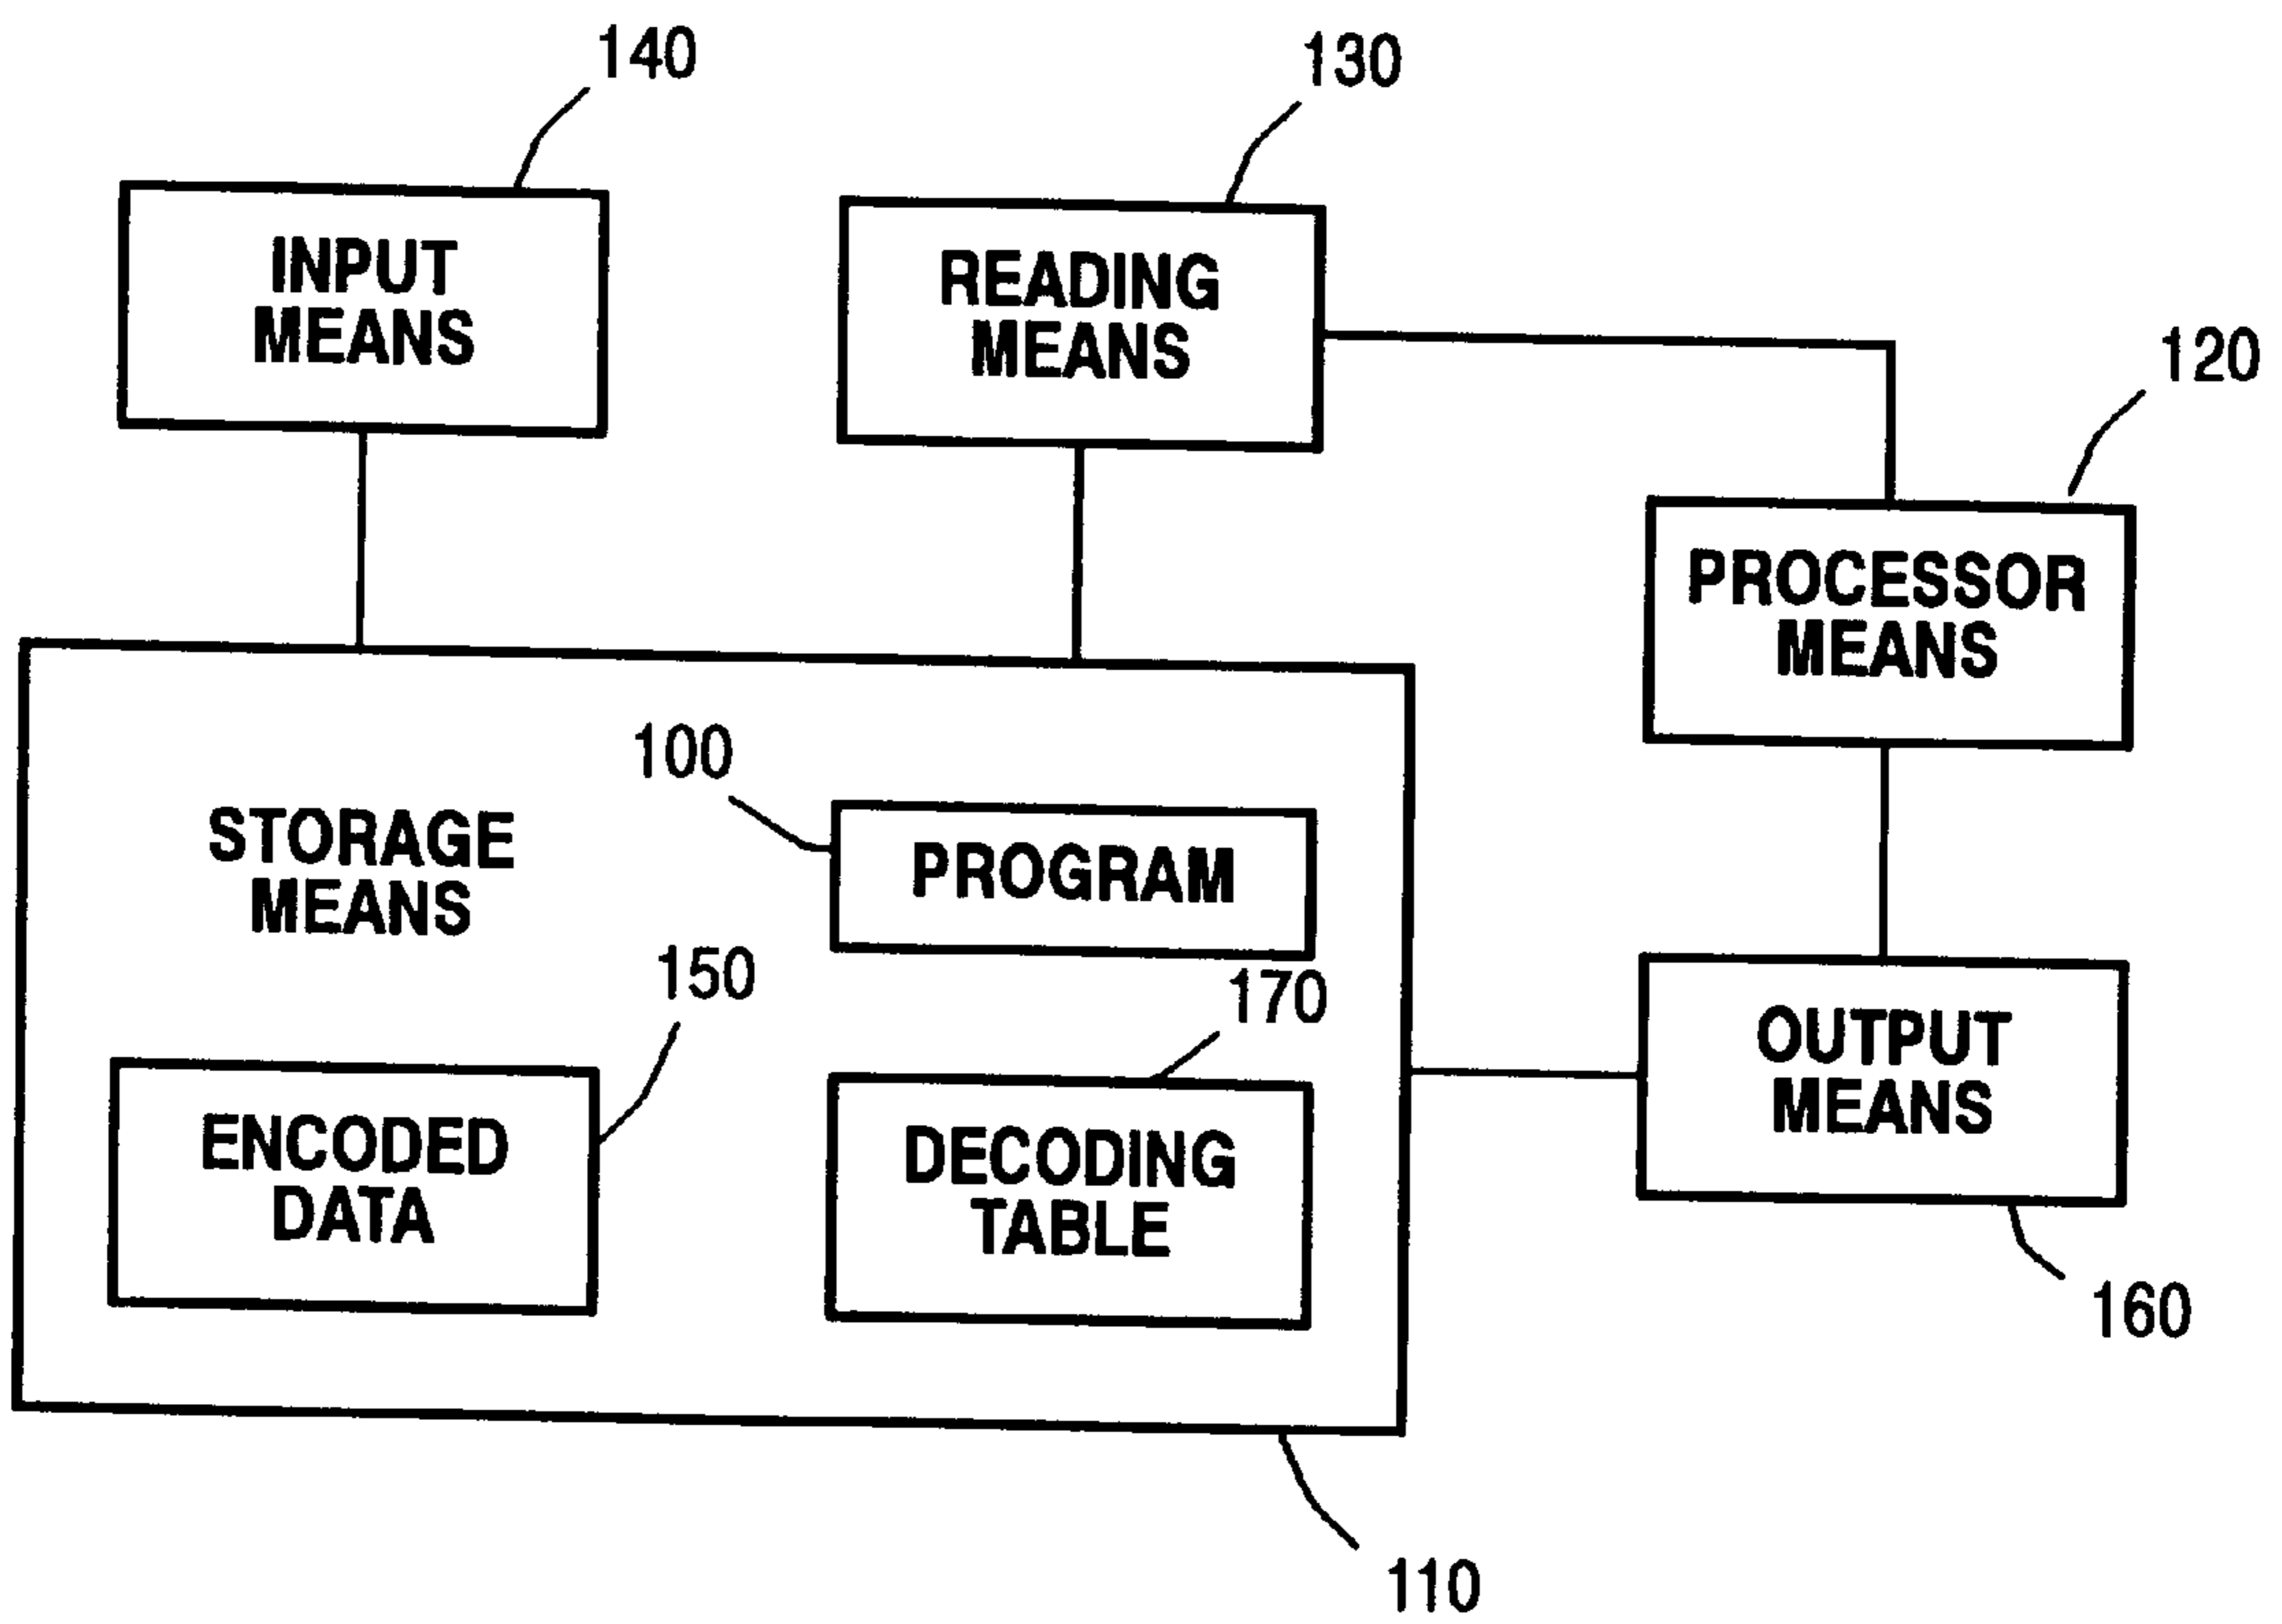 140
130
INPUT
MEANS
READING
MEANS
120
PROCESSOR
MEANS
100
STORAGE
MEANS
PROGRAM
150
170
ENCODED
DATA
DECODING
TABLE
OUTPUT
MEANS
160
110